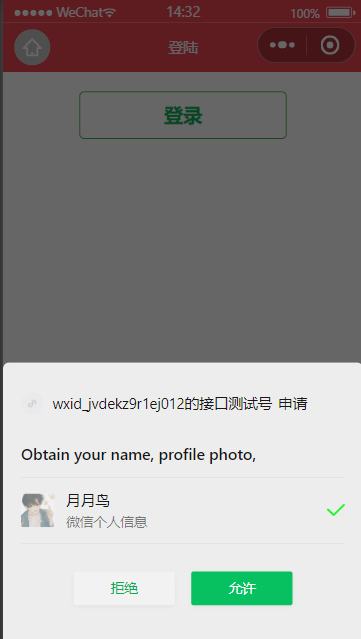 ●●●●● WeChat 14:32 100%
登陆
登录
wxid_jvdekz9r1ej012的接口测试号 申请
Obtain your name, profile photo,
月月鸟
微信个人信息
拒绝 允许